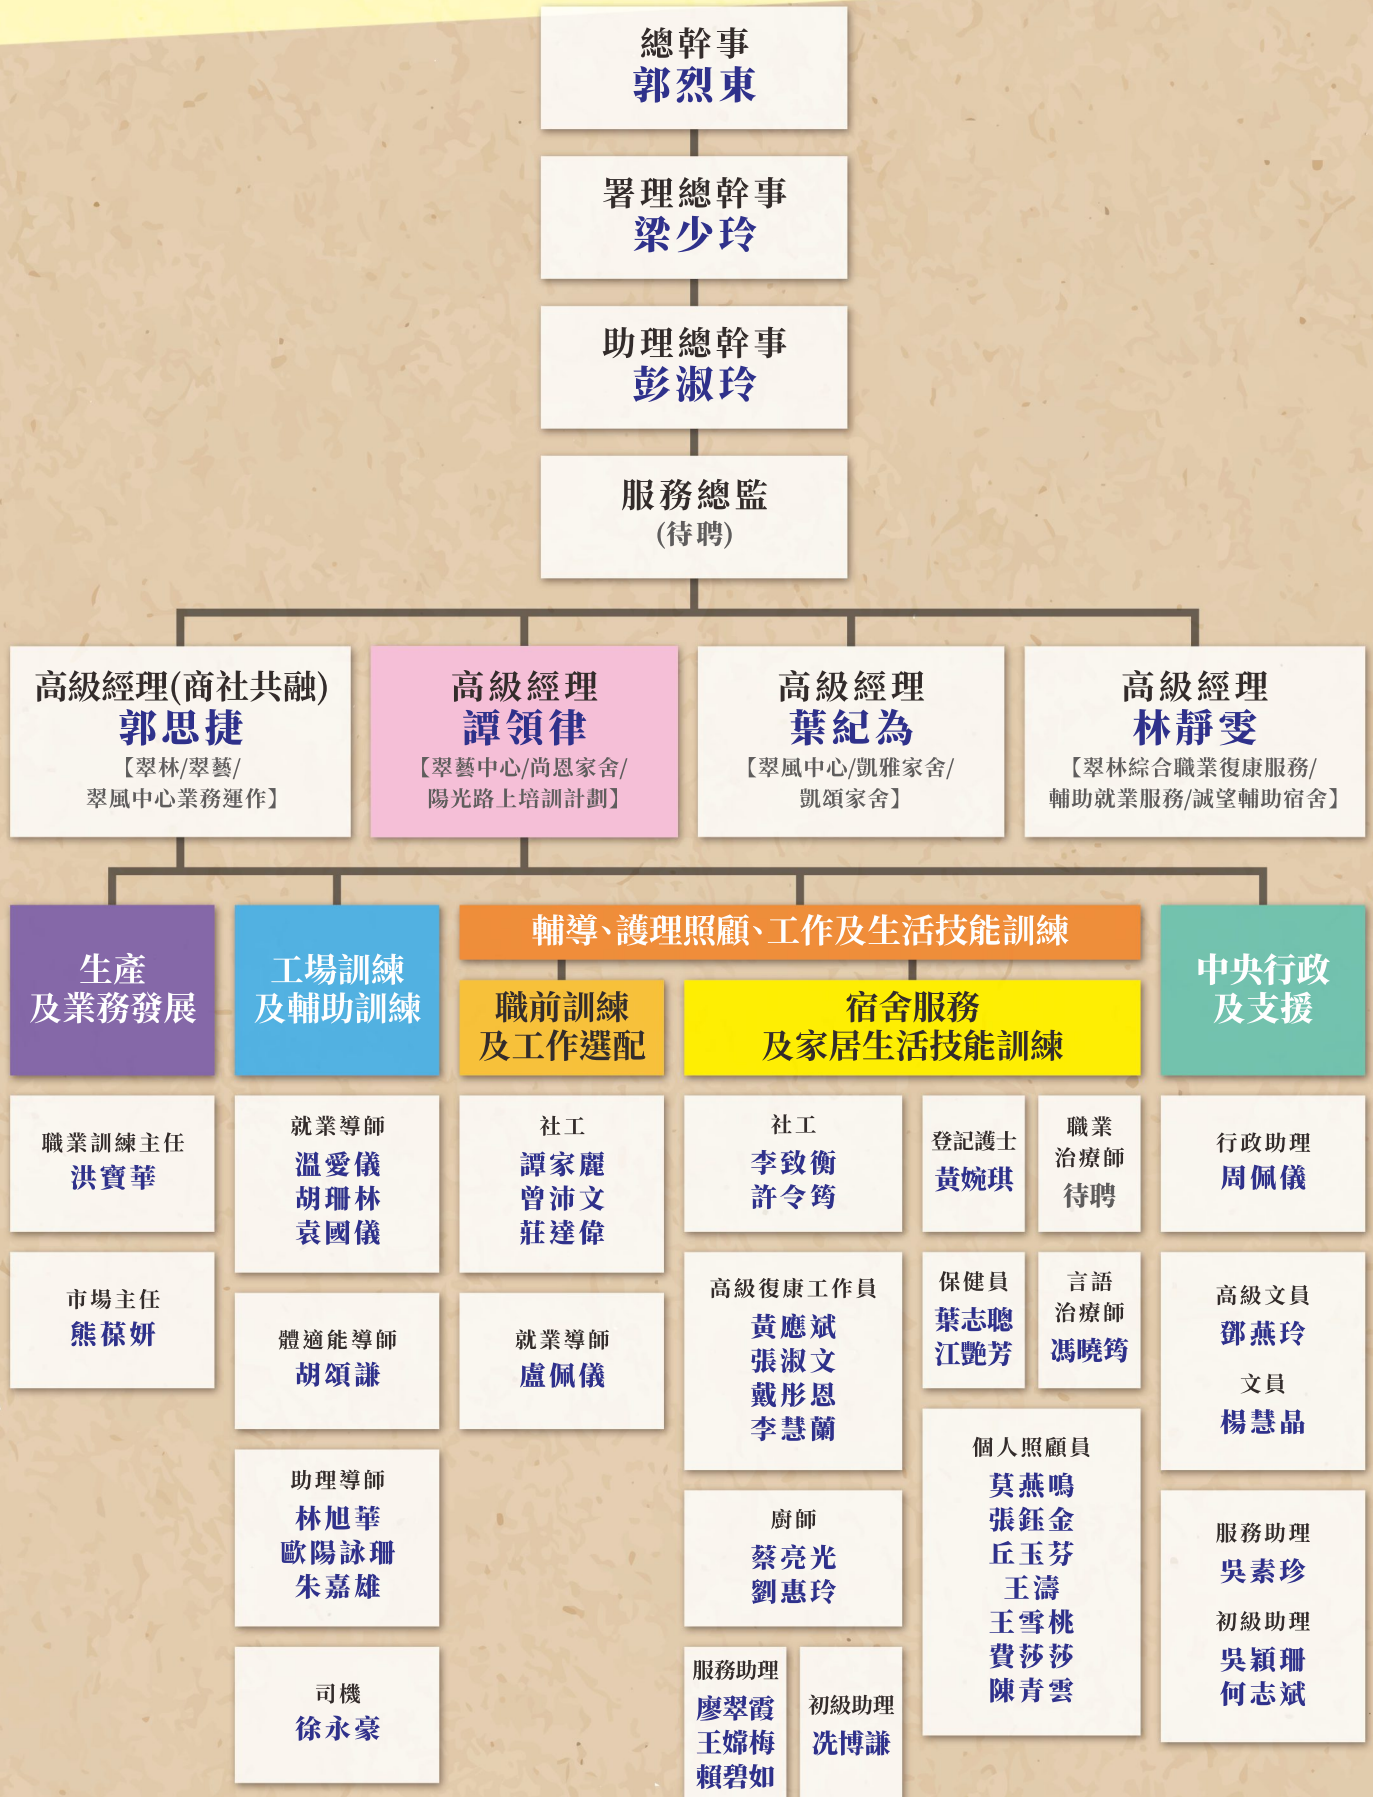 總幹事
郭烈東
署理總幹事
梁少玲
助理總幹事
彭淑玲
服務總監
(待聘)
高級經理(商社共融)
郭思捷
【翠林/翠藝/
翠風中心業務運作】
高級經理
譚領律
【翠藝中心/尚恩家舍/
陽光路上培訓計劃】
高級經理
葉紀為
【翠風中心/凱雅家舍/
凱頌家舍】
高級經理
林靜雯
【翠林綜合職業復康服務/
輔助就業服務/誠望輔助宿舍】
生產
及業務發展
職業訓練主任
洪寶華
市場主任
熊葆妍
工場訓練
及輔助訓練
就業導師
溫愛儀
胡珊林
袁國儀
體適能導師
胡頌謙
助理導師
林旭華
歐陽詠珊
朱嘉雄
司機
徐永豪
輔導、護理照顧、工作及生活技能訓練
職前訓練
及工作選配
社工
譚家麗
曾沛文
莊達偉
就業導師
盧佩儀
宿舍服務
及家居生活技能訓練
社工
李致衡
許令筠
高級復康工作員
黃應斌
張淑文
戴彤恩
李慧蘭
廚師
蔡亮光
劉惠玲
服務助理
廖翠霞
王嫦梅
賴碧如
初級助理
冼博謙
登記護士
黃婉琪
職業
治療師
待聘
保健員
葉志聰
江艷芳
言語
治療師
馮曉筠
個人照顧員
莫燕鳴
張鈺金
丘玉芬
王濤
王雪桃
費莎莎
陳青雲
中央行政
及支援
行政助理
周佩儀
高級文員
鄧燕玲
文員
楊慧晶
服務助理
吳素珍
初級助理
吳穎珊
何志斌